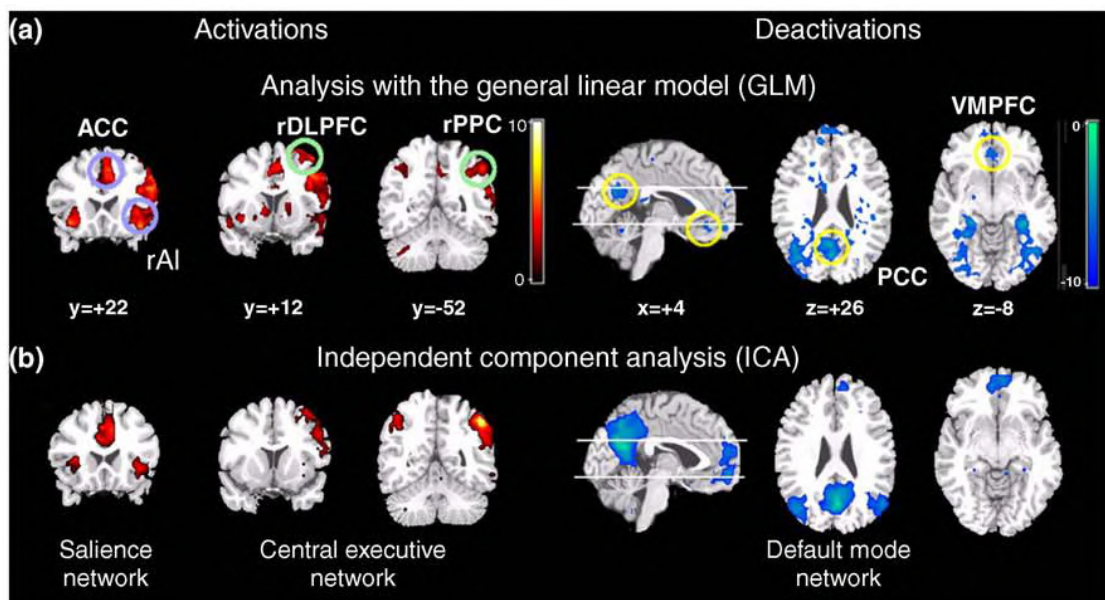 (a)
Activations
Deactivations
Analysis with the general linear model (GLM)
ACC
rDLPFC
rPPC
10
VMPFC
0
rAI
0
PCC
-10
y=+22
y=+12
y=-52
x=+4
z=+26
z=-8
(b)
Independent component analysis (ICA)
Salience
network
Central executive
network
Default mode
network